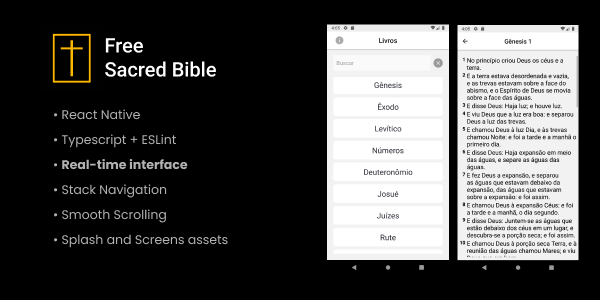 Free
Sacred Bible
• React Native
• Typescript + ESLint
• Real-time interface
• Stack Navigation
• Smooth Scrolling
• Splash and Screens assets
4:05
Livros
Buscar
Gênesis
Êxodo
Levítico
Números
Deuteronômio
Josué
Juízes
Rute
4:05
Gênesis 1
1 No princípio criou Deus os céus e a
terra.
2 E a terra estava desordenada e vazia,
e as trevas estavam sobre a face do
abismo, e o Espírito de Deus se movia
sobre a face das águas.
3 E disse Deus: Haja luz; e houve luz.
4 E viu Deus que a luz era boa: e separou
Deus a luz das trevas.
5 E chamou Deus à luz Dia, e às trevas
chamou Noite: e foi a tarde e a manhã o
primeiro dia.
6 E disse Deus: Haja expansão em meio
das águas, e separe as águas das
águas.
7 E fez Deus a expansão, e separou
as águas que estavam debaixo da
expansão, das águas que estavam
sobre a expansão: e foi assim.
8 E chamou Deus à expansão Céus: e foi
a tarde e a manhã, o dia segundo.
9 E disse Deus: Juntem-se as águas que
estão debaixo dos céus em um lugar, e
descubra-se a porção seca; e foi assim.
10 E chamou Deus à porção seca Terra, e à
reunião das águas chamou Mares; e viu